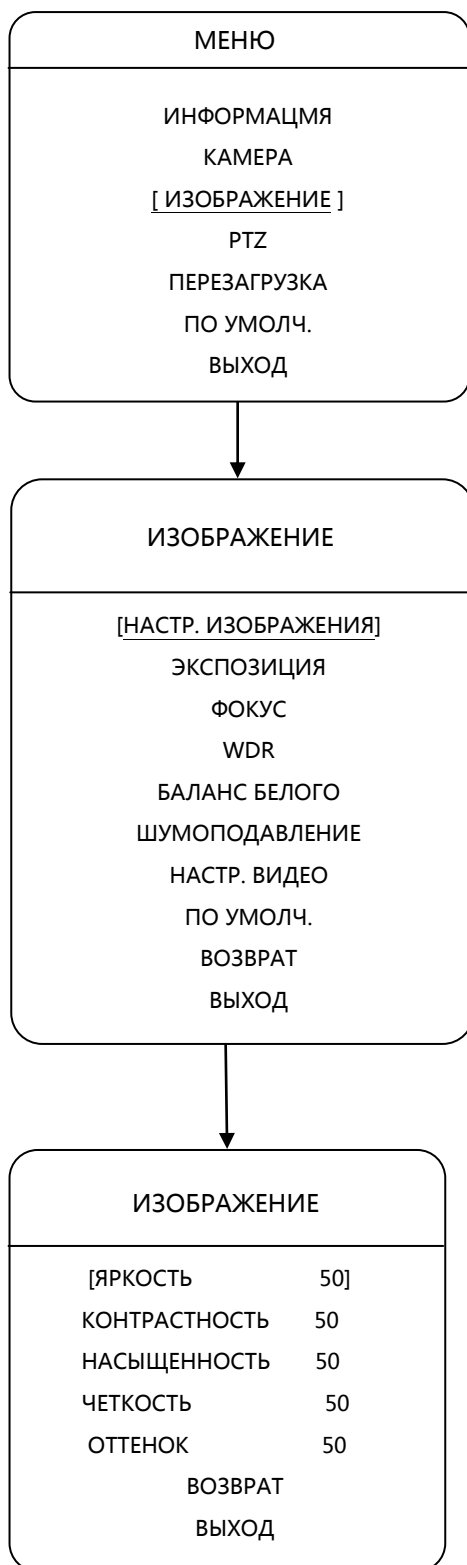 МЕНЮ
ИНФОРМАЦМЯ
КАМЕРА
[ ИЗОБРАЖЕНИЕ ]
PTZ
ПЕРЕЗАГРУЗКА
ПО УМОЛЧ.
ВЫХОД
ИЗОБРАЖЕНИЕ
[НАСТР. ИЗОБРАЖЕНИЯ]
ЭКСПОЗИЦИЯ
ФОКУС
WDR
БАЛАНС БЕЛОГО
ШУМОПОДАВЛЕНИЕ
НАСТР. ВИДЕО
ПО УМОЛЧ.
ВОЗВРАТ
ВЫХОД
ИЗОБРАЖЕНИЕ
[ЯРКОСТЬ 50]
КОНТРАСТНОСТЬ 50
НАСЫЩЕННОСТЬ 50
ЧЕТКОСТЬ 50
ОТТЕНОК 50
ВОЗВРАТ
ВЫХОД